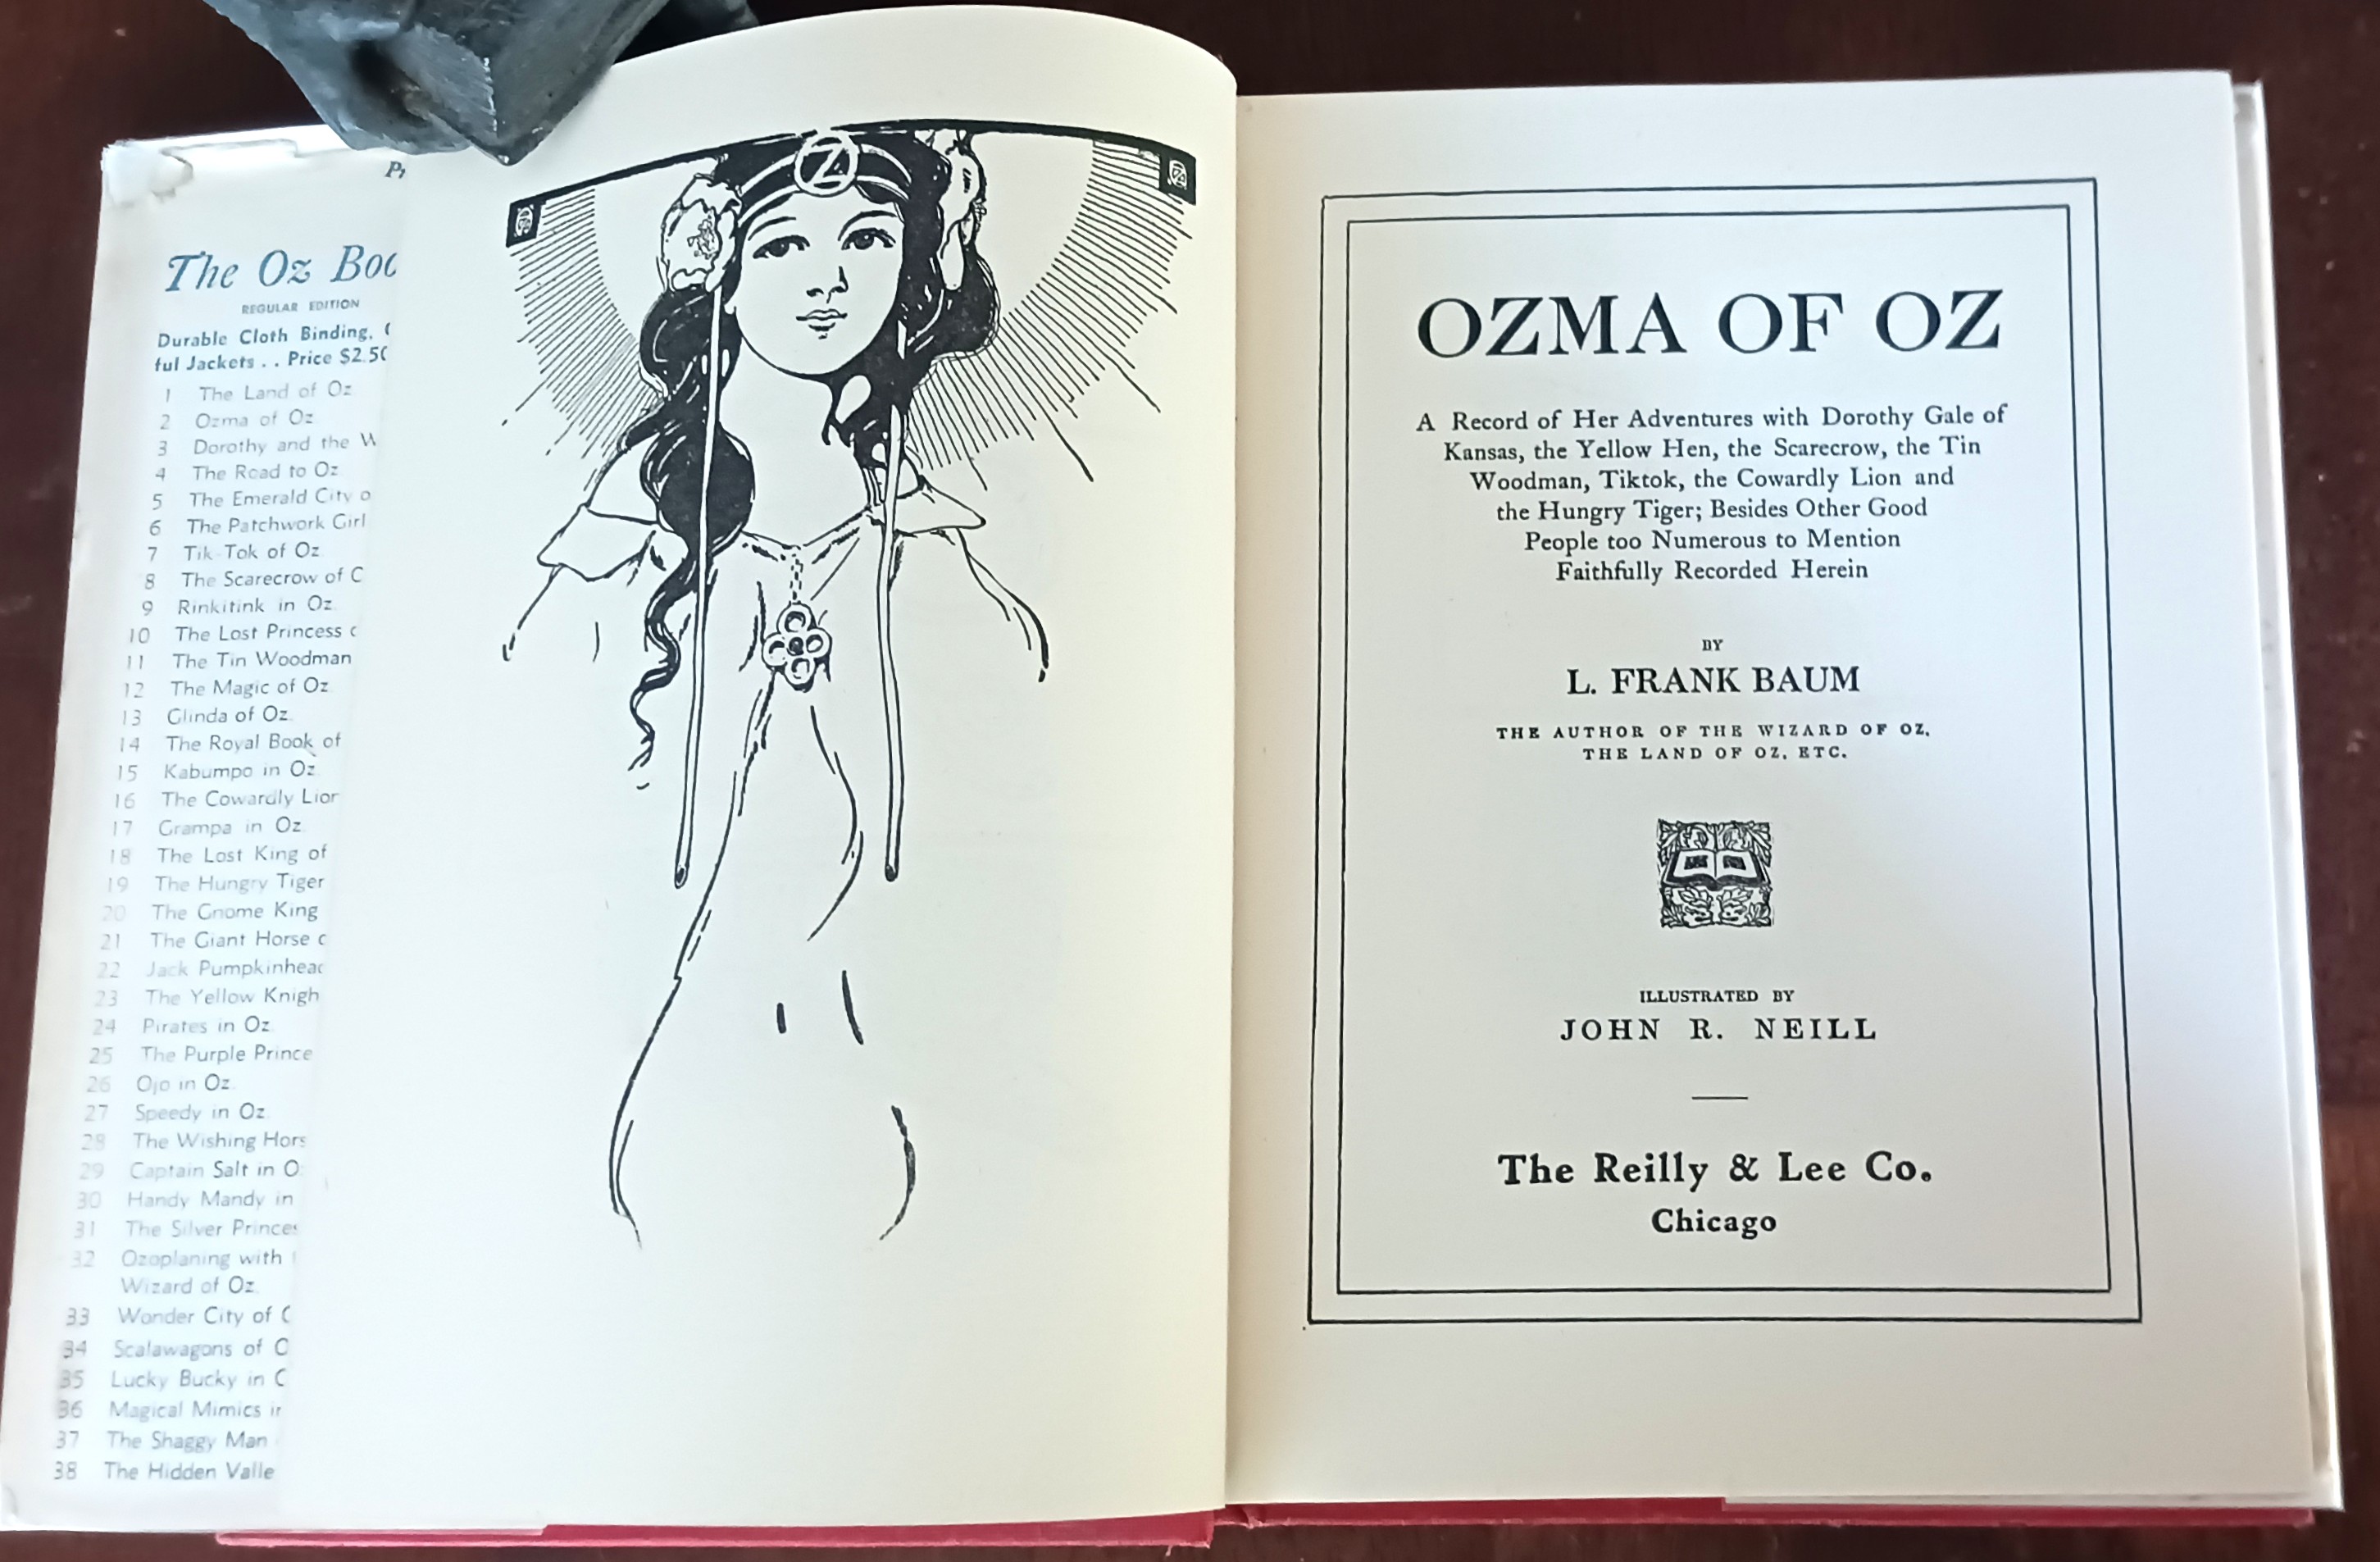 The Oz
REGULAR EDITION
Durable Cloth Binding,
ful Jackets . . Price
1 The Land of Oz
2 Ozma of Oz
3 Dorothy and the
4 The Road to Oz
5 The Emerald City
6 The Patchwork Girl
7 Tik-Tok of Oz
8 The Scarecrow of
9 Rinkitink in Oz
10 The Lost Princess
11 The Tin Woodman
12 The Magic of Oz
13 Glinda of Oz
14 The Royal Book of
15 Kabumpo in Oz
16 The Cowardly
17 Grampa in Oz
18 The Lost King of
19 The Hungry Tiger
20 The Gnome King
21 The Giant Horse
22 Jack
23 The Yellow
24 Pirates in Oz
25 The Purple Prince
26 Ojo in Oz
27 Speedy in Oz
28 The Wishing
29 Captain Salt in
30 Handy Mandy in
31 The Silver
32 Ozoplaning with
Wizard of Oz
33 Wonder City of
34 Scalawagons of
35 Lucky Bucky in
36 Magical Mimics
37 The Shaggy Man
38 The Hidden
OZ
OZMA OF OZ
A Record of Her Adventures with Dorothy Gale of
Kansas, the Yellow Hen, the Scarecrow, the Tin
Woodman, Tiktok, the Cowardly Lion and
the Hungry Tiger; Besides Other Good
People too Numerous to Mention
Faithfully Recorded Herein
BY
L. FRANK BAUM
THE AUTHOR OF THE WIZARD OF OZ,
THE LAND OF OZ, ETC.
ILLUSTRATED BY
JOHN R. NEILL
The Reilly & Lee Co.
Chicago